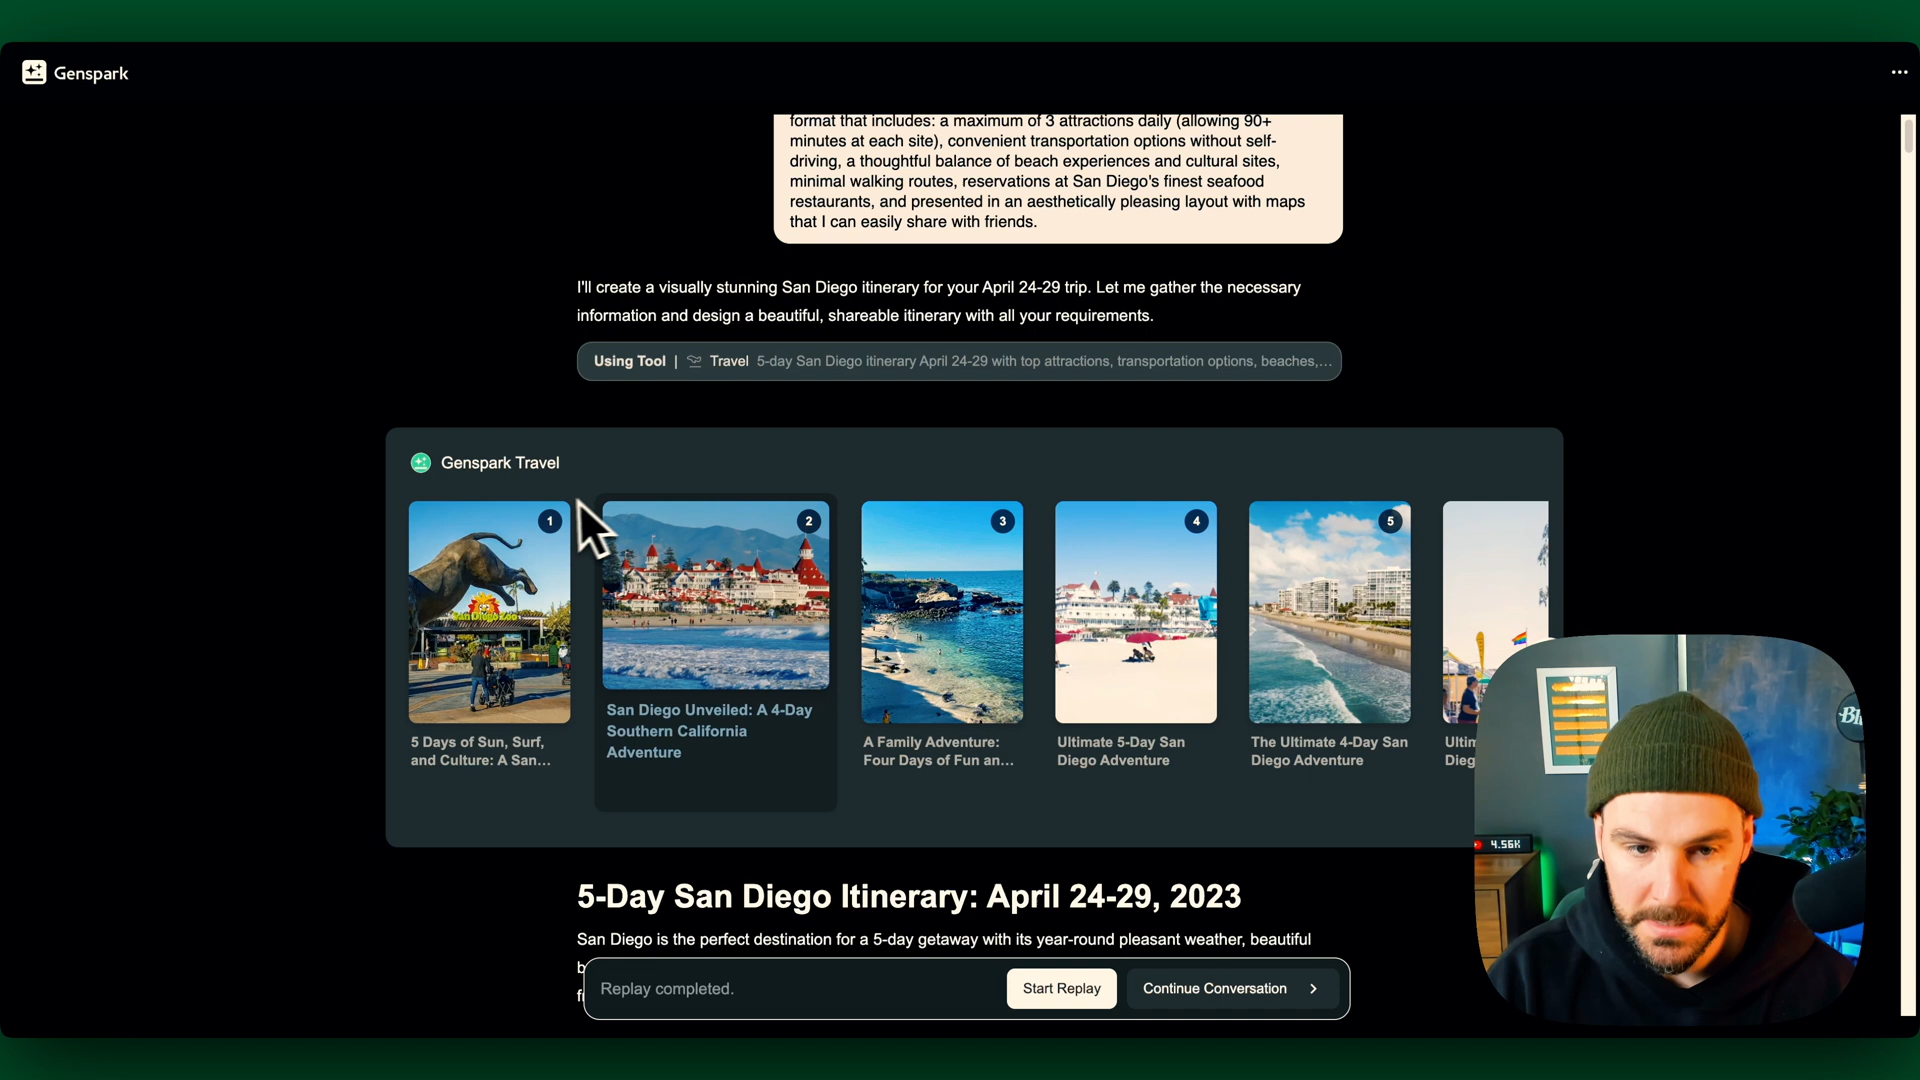 Genspark
format that includes: a maximum of 3 attractions daily (allowing 90+
minutes at each site), convenient transportation options without self-
driving, a thoughtful balance of beach experiences and cultural sites,
minimal walking routes, reservations at San Diego's finest seafood
restaurants, and presented in an aesthetically pleasing layout with maps
that I can easily share with friends.
I'll create a visually stunning San Diego itinerary for your April 24-29 trip. Let me gather the necessary
information and design a beautiful, shareable itinerary with all your requirements.
Using Tool | Travel 5-day San Diego itinerary April 24-29 with top attractions, transportation options, beaches,...
Genspark Travel
1
2
3
4
5
San Diego Zoo
5 Days of Sun, Surf,
and Culture: A San...
San Diego Unveiled: A 4-Day
Southern California
Adventure
A Family Adventure:
Four Days of Fun an...
Ultimate 5-Day San
Diego Adventure
The Ultimate 4-Day San
Diego Adventure
4.56K
5-Day San Diego Itinerary: April 24-29, 2023
San Diego is the perfect destination for a 5-day getaway with its year-round pleasant weather, beautiful
Replay completed.
Start Replay
Continue Conversation